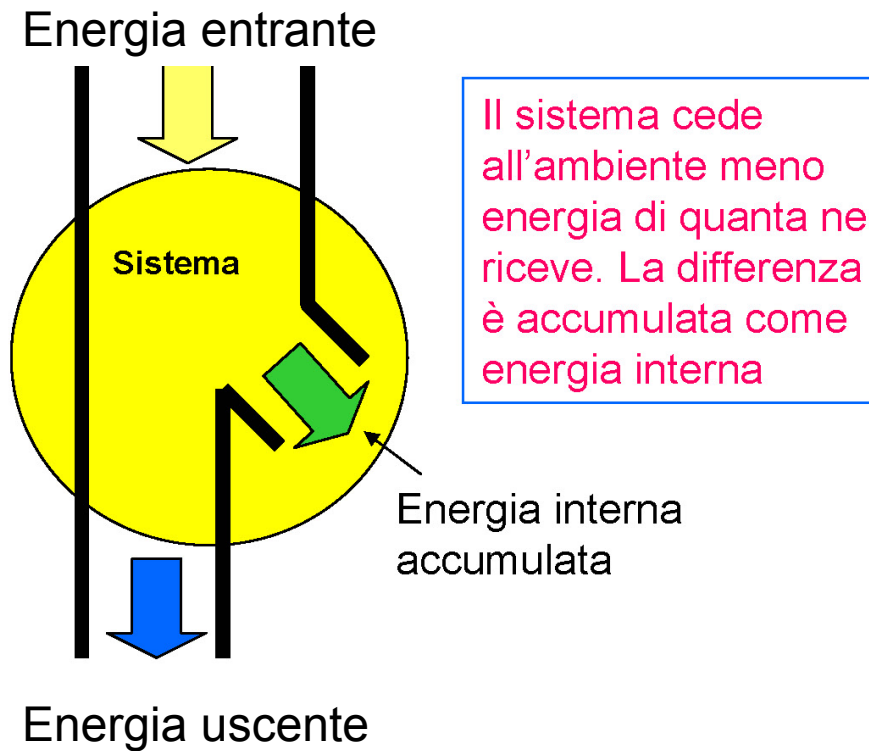 Energia entrante
Il sistema cede
all'ambiente meno
energia di quanta ne
riceve. La differenza
è accumulata come
energia interna
Sistema
Energia interna
accumulata
Energia uscente